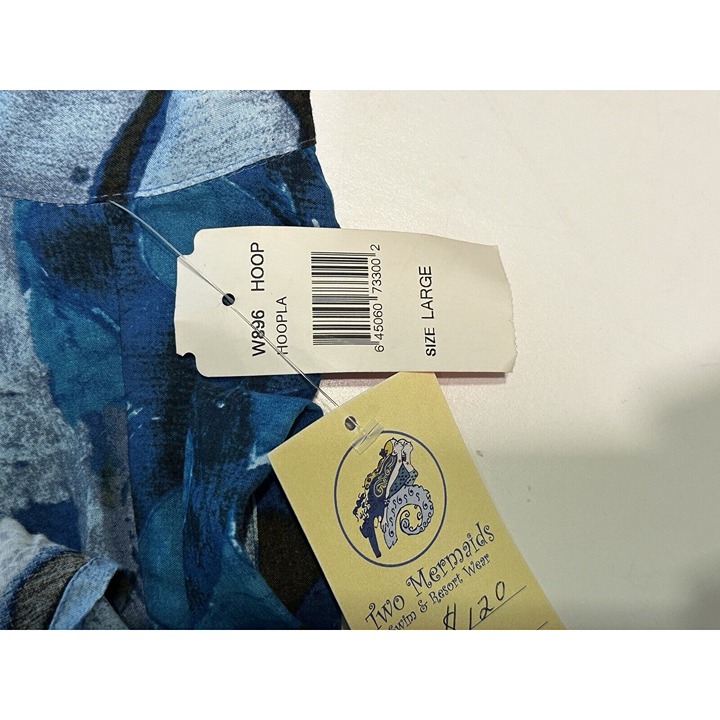 W896 HOOP
HOOPLA
6 45060 73300 2
SIZE LARGE
Two Mermaids
Swim & Resort Wear
$120